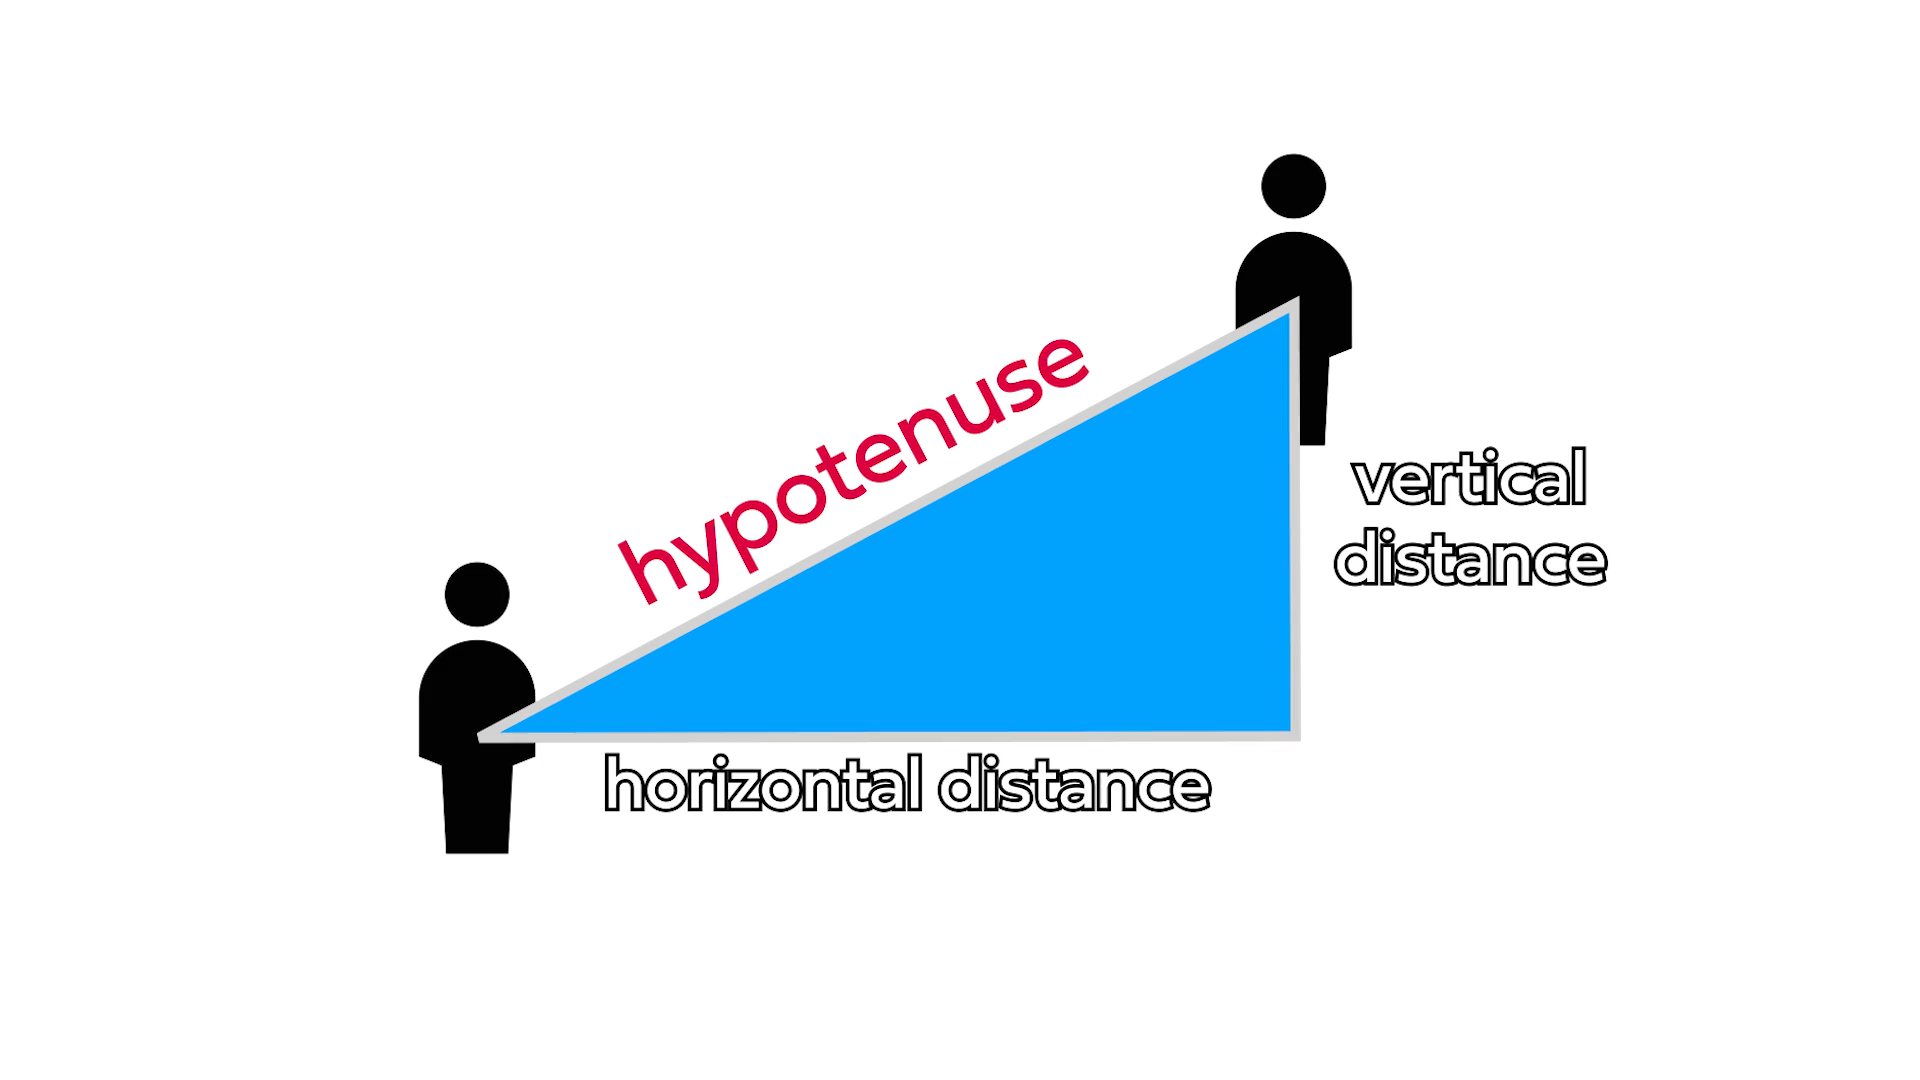 hypotenuse
vertical
distance
horizontal distance